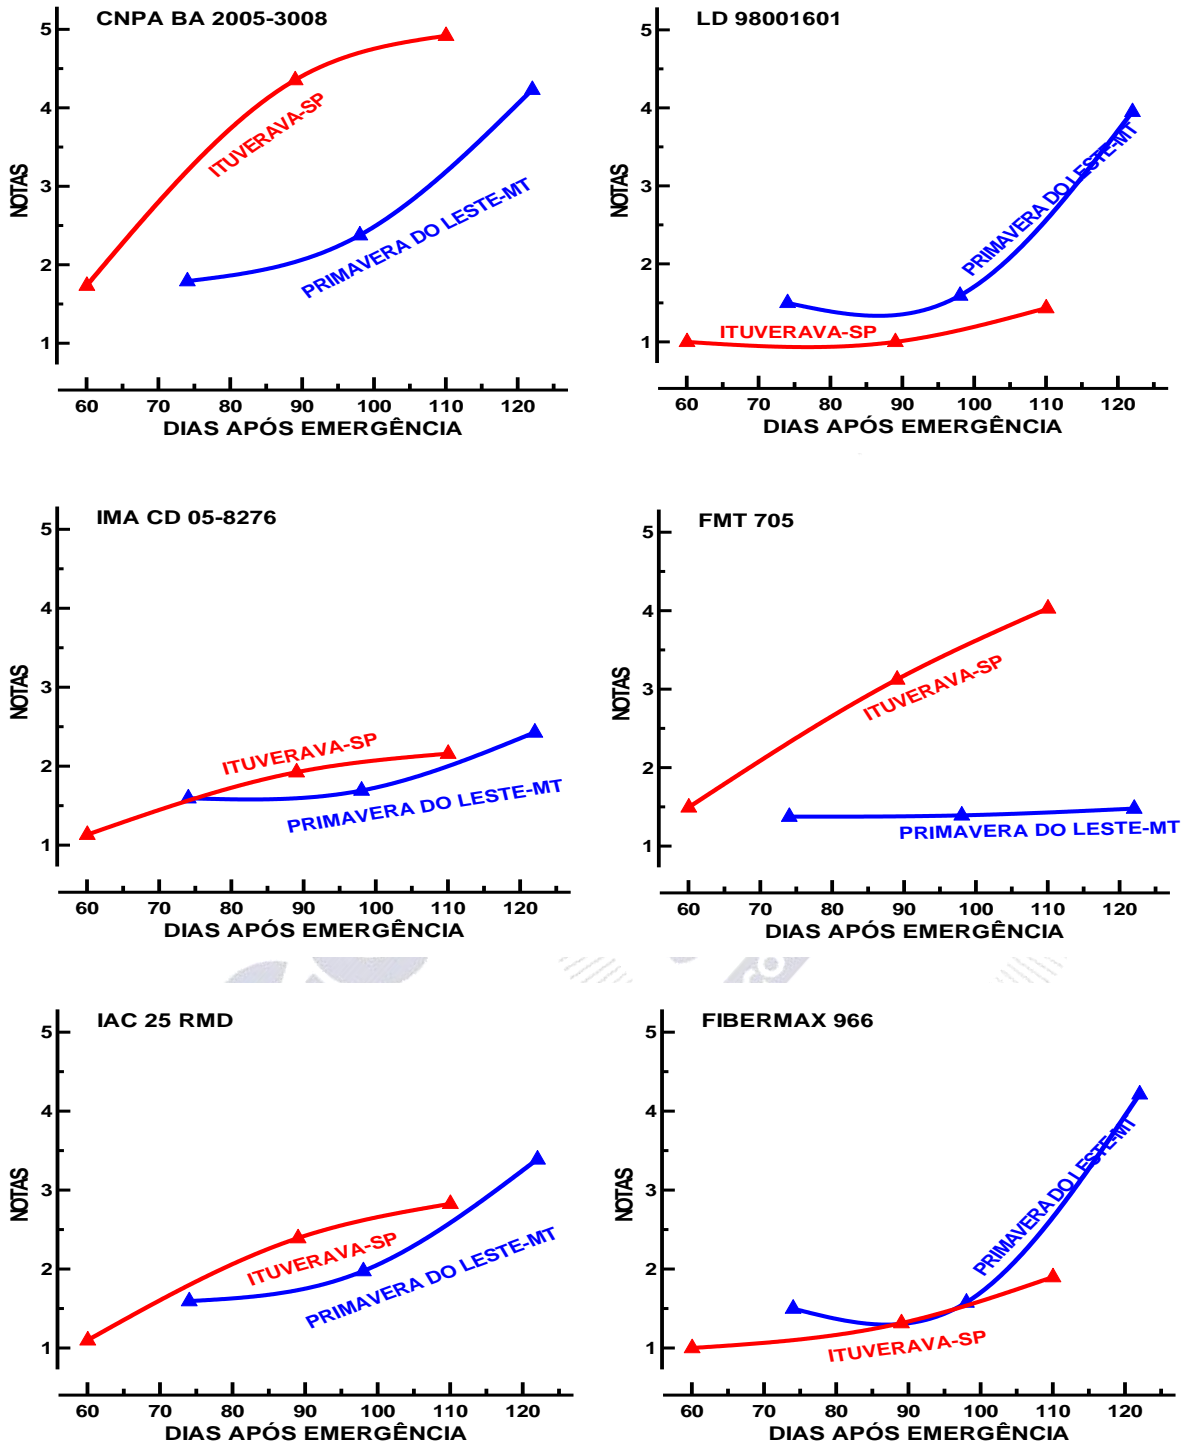 CNPA BA 2005-3008
5
4
3
2
1
NOTAS
ITUVERAVA-SP
PRIMAVERA DO LESTE-MT
60 70 80 90 100 110 120
DIAS APÓS EMERGÊNCIA
LD 98001601
5
4
3
2
1
NOTAS
PRIMAVERA DO LESTE-MT
ITUVERAVA-SP
60 70 80 90 100 110 120
DIAS APÓS EMERGÊNCIA
IMA CD 05-8276
5
4
3
2
1
NOTAS
ITUVERAVA-SP
PRIMAVERA DO LESTE-MT
60 70 80 90 100 110 120
DIAS APÓS EMERGÊNCIA
FMT 705
5
4
3
2
1
NOTAS
ITUVERAVA-SP
PRIMAVERA DO LESTE-MT
60 70 80 90 100 110 120
DIAS APÓS EMERGÊNCIA
IAC 25 RMD
5
4
3
2
1
NOTAS
ITUVERAVA-SP
PRIMAVERA DO LESTE-MT
60 70 80 90 100 110 120
DIAS APÓS EMERGÊNCIA
FIBERMAX 966
5
4
3
2
1
NOTAS
PRIMAVERA DO LESTE-MT
ITUVERAVA-SP
60 70 80 90 100 110 120
DIAS APÓS EMERGÊNCIA